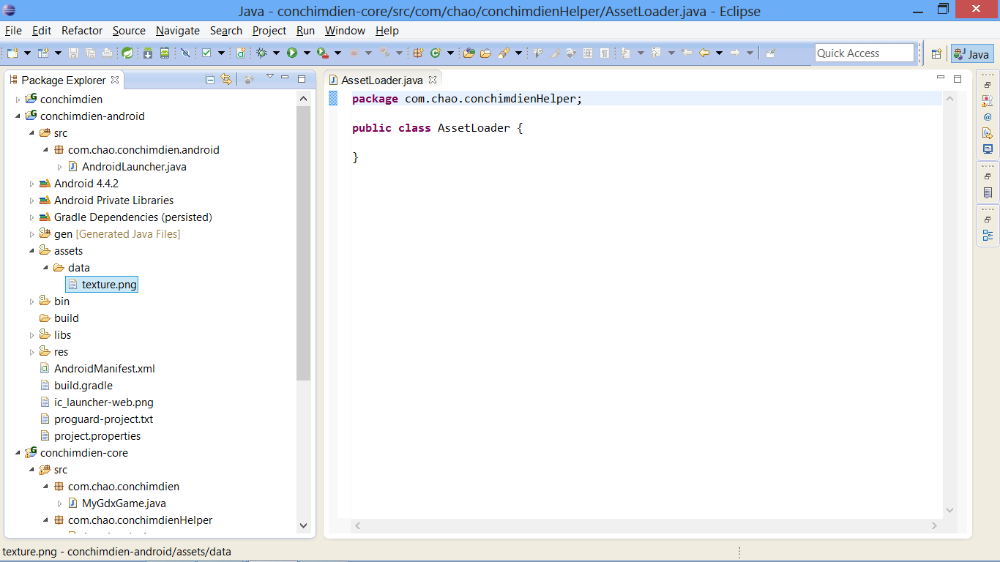 Java - conchimdien-core/src/com/chao/conchimdienHelper/AssetLoader.java - Eclipse
File Edit Refactor Source Navigate Search Project Run Window Help
Quick Access
Java
Package Explorer
AssetLoader.java
conchimdien
conchimdien-android
src
com.chao.conchimdien.android
AndroidLauncher.java
Android 4.4.2
Android Private Libraries
Gradle Dependencies (persisted)
gen [Generated Java Files]
assets
data
texture.png
bin
build
libs
res
AndroidManifest.xml
build.gradle
ic_launcher-web.png
proguard-project.txt
project.properties
conchimdien-core
src
com.chao.conchimdien
MyGdxGame.java
com.chao.conchimdienHelper
package com.chao.conchimdienHelper;
public class AssetLoader {
}
texture.png - conchimdien-android/assets/data